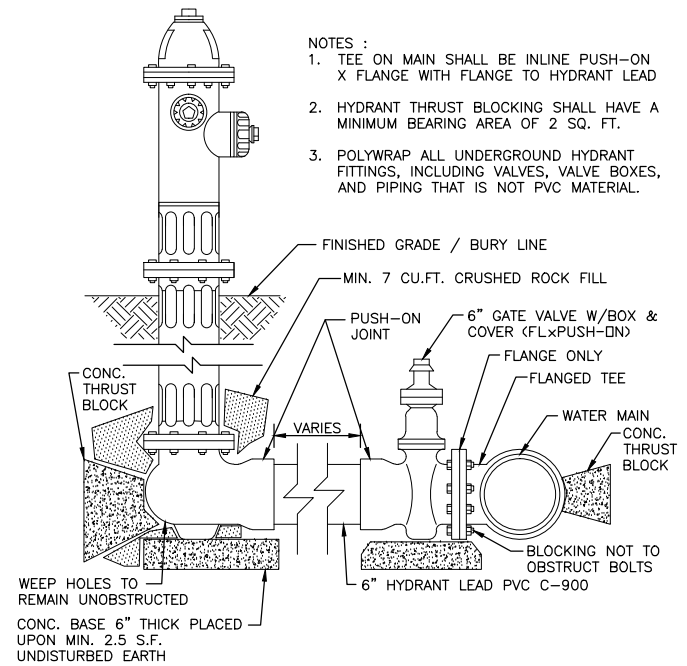 NOTES :
1. TEE ON MAIN SHALL BE INLINE PUSH-ON
X FLANGE WITH FLANGE TO HYDRANT LEAD
2. HYDRANT THRUST BLOCKING SHALL HAVE A
MINIMUM BEARING AREA OF 2 SQ. FT.
3. POLYWRAP ALL UNDERGROUND HYDRANT
FITTINGS, INCLUDING VALVES, VALVE BOXES,
AND PIPING THAT IS NOT PVC MATERIAL.
FINISHED GRADE / BURY LINE
MIN. 7 CU.FT. CRUSHED ROCK FILL
PUSH-ON
JOINT
6" GATE VALVE W/BOX &
COVER (FLxPUSH-□N)
FLANGE ONLY
FLANGED TEE
CONC.
THRUST
BLOCK
VARIES
WATER MAIN
CONC.
THRUST
BLOCK
BLOCKING NOT TO
OBSTRUCT BOLTS
WEEP HOLES TO
REMAIN UNOBSTRUCTED
6" HYDRANT LEAD PVC C-900
CONC. BASE 6" THICK PLACED
UPON MIN. 2.5 S.F.
UNDISTURBED EARTH